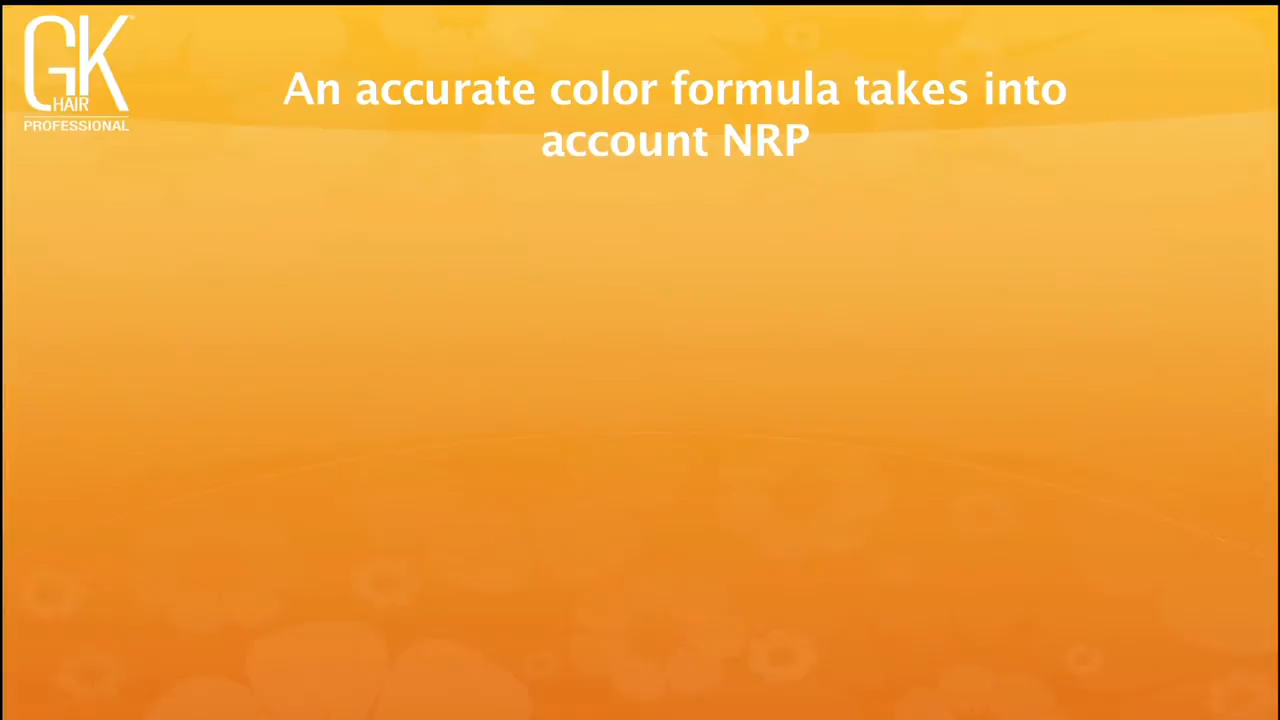 GK
HAIR
PROFESSIONAL
An accurate color formula takes into
account NRP